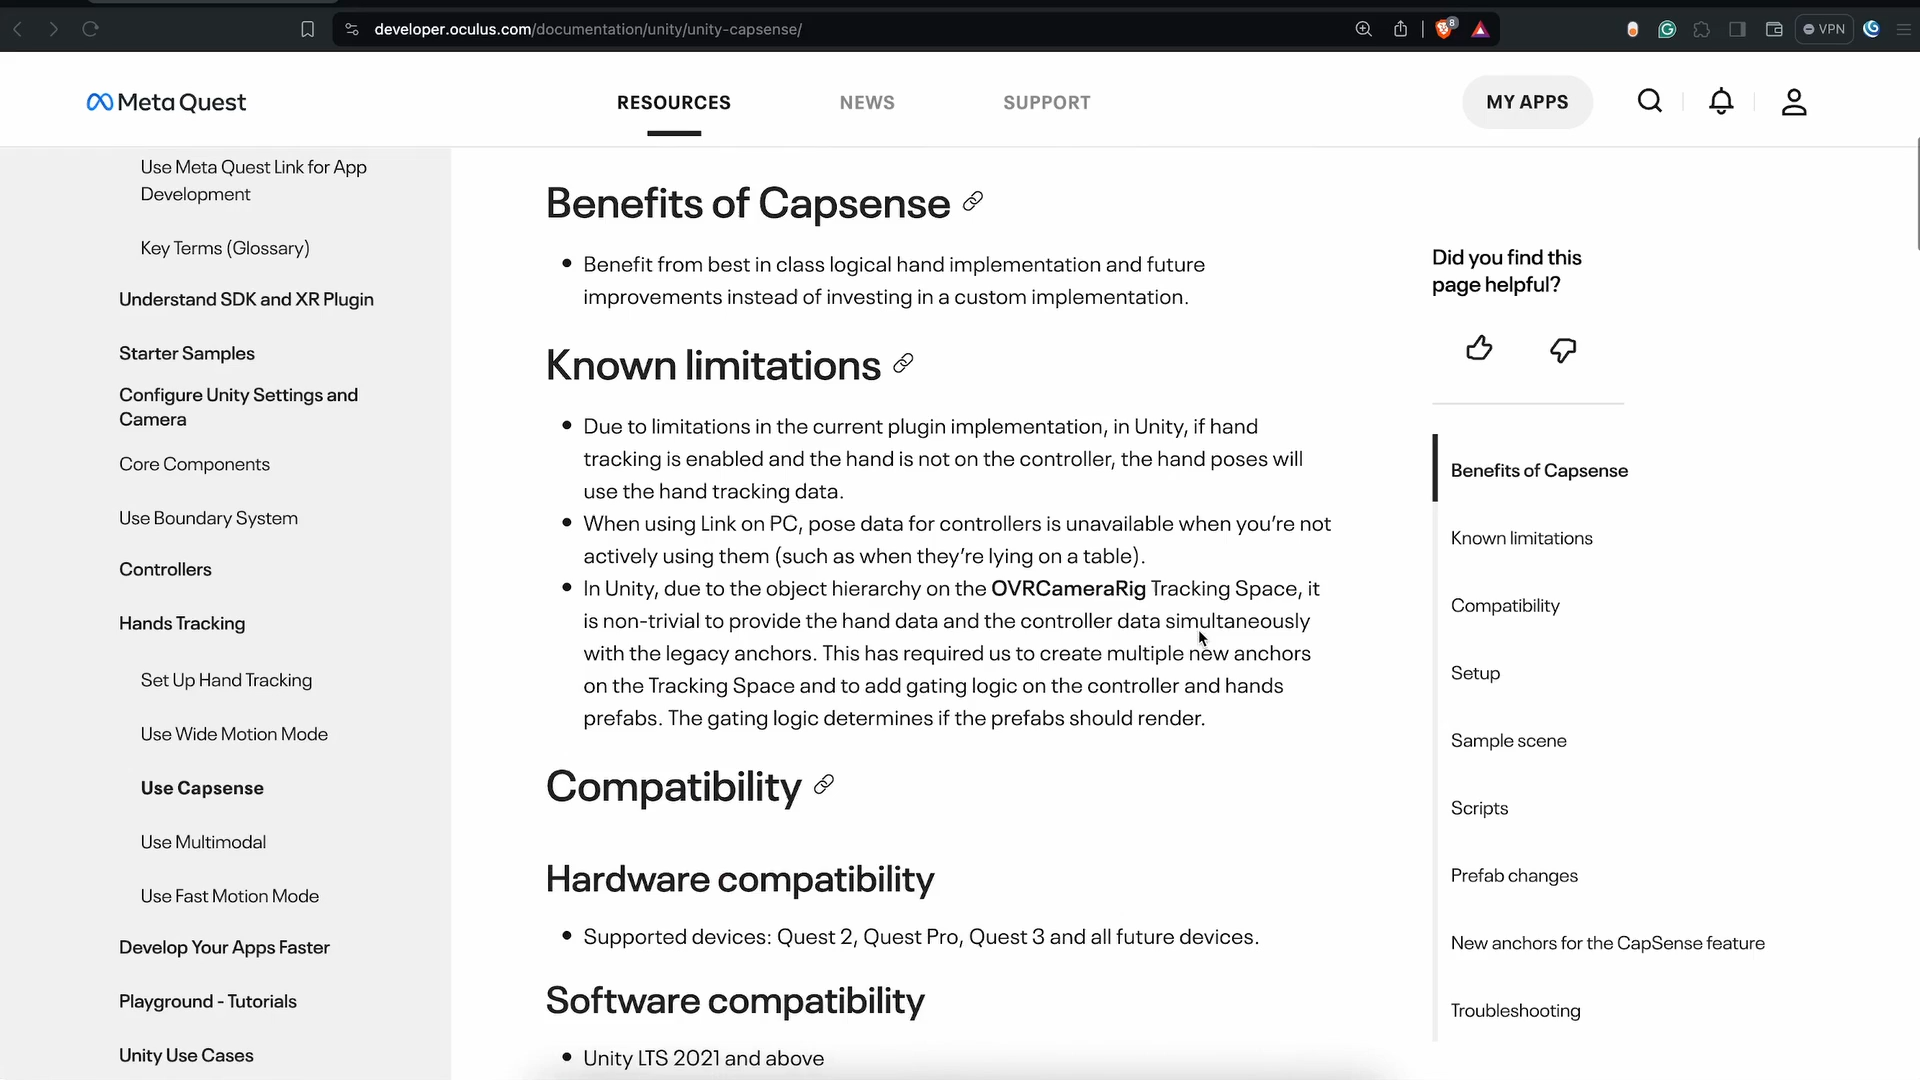 developer.oculus.com/documentation/unity/unity-capsense/
8
VPN
Meta Quest
RESOURCES
NEWS
SUPPORT
MY APPS
Use Meta Quest Link for App
Development
Key Terms (Glossary)
Understand SDK and XR Plugin
Starter Samples
Configure Unity Settings and
Camera
Core Components
Use Boundary System
Controllers
Hands Tracking
Set Up Hand Tracking
Use Wide Motion Mode
Use Capsense
Use Multimodal
Use Fast Motion Mode
Develop Your Apps Faster
Playground - Tutorials
Unity Use Cases
Benefits of Capsense
• Benefit from best in class logical hand implementation and future
improvements instead of investing in a custom implementation.
Known limitations
• Due to limitations in the current plugin implementation, in Unity, if hand
tracking is enabled and the hand is not on the controller, the hand poses will
use the hand tracking data.
• When using Link on PC, pose data for controllers is unavailable when you’re not
actively using them (such as when they’re lying on a table).
• In Unity, due to the object hierarchy on the OVRCameraRig Tracking Space, it
is non-trivial to provide the hand data and the controller data simultaneously
with the legacy anchors. This has required us to create multiple new anchors
on the Tracking Space and to add gating logic on the controller and hands
prefabs. The gating logic determines if the prefabs should render.
Compatibility
Hardware compatibility
• Supported devices: Quest 2, Quest Pro, Quest 3 and all future devices.
Software compatibility
• Unity LTS 2021 and above
Did you find this
page helpful?
Benefits of Capsense
Known limitations
Compatibility
Setup
Sample scene
Scripts
Prefab changes
New anchors for the CapSense feature
Troubleshooting